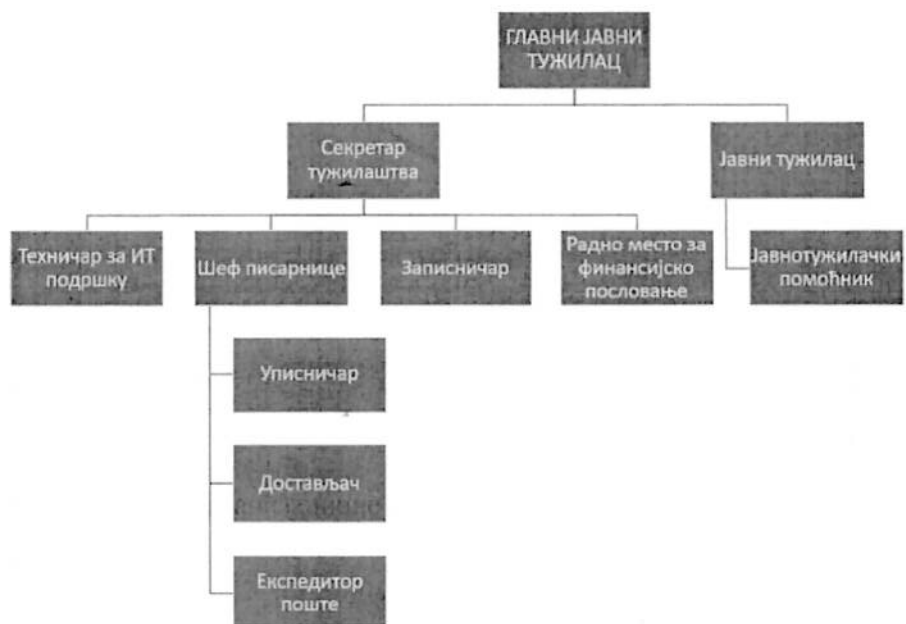 ГЛАВНИ ЈАВНИ
ТУЖИЛАЦ
Секретар
тужилаштва
Јавни тужилац
Техничар за ИТ
подршку
Шеф писарнице
Записничар
Радно место за
финансијско
пословање
Јавнотужилачки
помоћник
Уписничар
Достављач
Експедитор
поште